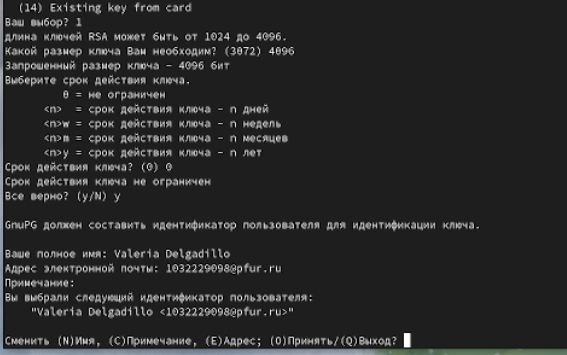 (14) Existing key from card
Ваш выбор? 1
длина ключей RSA может быть от 1024 до 4096.
Какой размер ключа Вам необходим? (3072) 4096
Запрошенный размер ключа - 4096 бит
Выберите срок действия ключа.
0 = не ограничен
<n> = срок действия ключа - n дней
<n>w = срок действия ключа - n недель
<n>m = срок действия ключа - n месяцев
<n>y = срок действия ключа - n лет
Срок действия ключа? (0) 0
Срок действия ключа не ограничен
Все верно? (y/N) y
GnuPG должен составить идентификатор пользователя для идентификации ключа.
Ваше полное имя: Valeria Delgadillo
Адрес электронной почты: 1032229098@pfur.ru
Примечание:
Вы выбрали следующий идентификатор пользователя:
"Valeria Delgadillo <1032229098@pfur.ru>"
Сменить (N)Имя, (C)Примечание, (E)Адрес; (O)Принять/(Q)Выход?